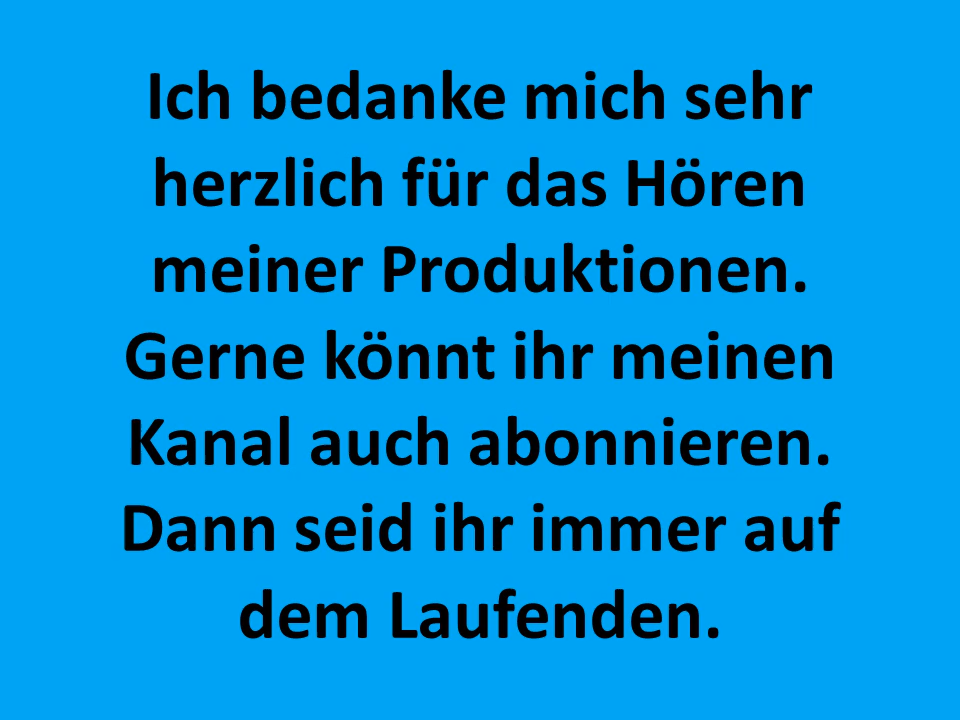 Ich bedanke mich sehr
herzlich für das Hören
meiner Produktionen.
Gerne könnt ihr meinen
Kanal auch abonnieren.
Dann seid ihr immer auf
dem Laufenden.